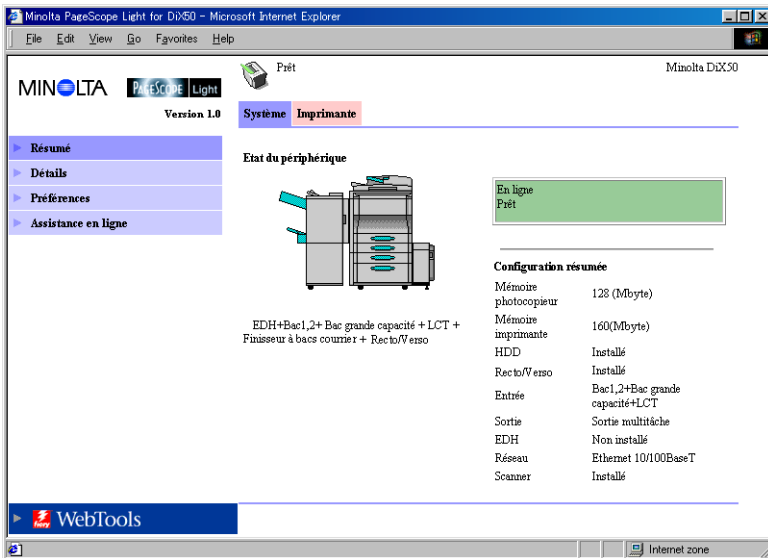 Minolta PageScope Light for DiX50 - Microsoft Internet Explorer
File Edit View Go Favorites Help
MINOLTA PAGESCOPE Light
Version 1.0
Prêt
Minolta DiX50
Système Imprimante
Résumé
Détails
Préférences
Assistance en ligne
Etat du périphérique
EDH+Bac1,2+ Bac grande capacité + LCT +
Finisseur à bacs courrier + Recto/Verso
En ligne
Prêt
Configuration résumée
Mémoire
photocopieur 128 (Mbyte)
Mémoire
imprimante 160(Mbyte)
HDD Installé
Recto/Verso Installé
Entrée Bac1,2+Bac grande
capacité+LCT
Sortie Sortie multitâche
EDH Non installé
Réseau Ethernet 10/100BaseT
Scanner Installé
fiery WebTools
Internet zone